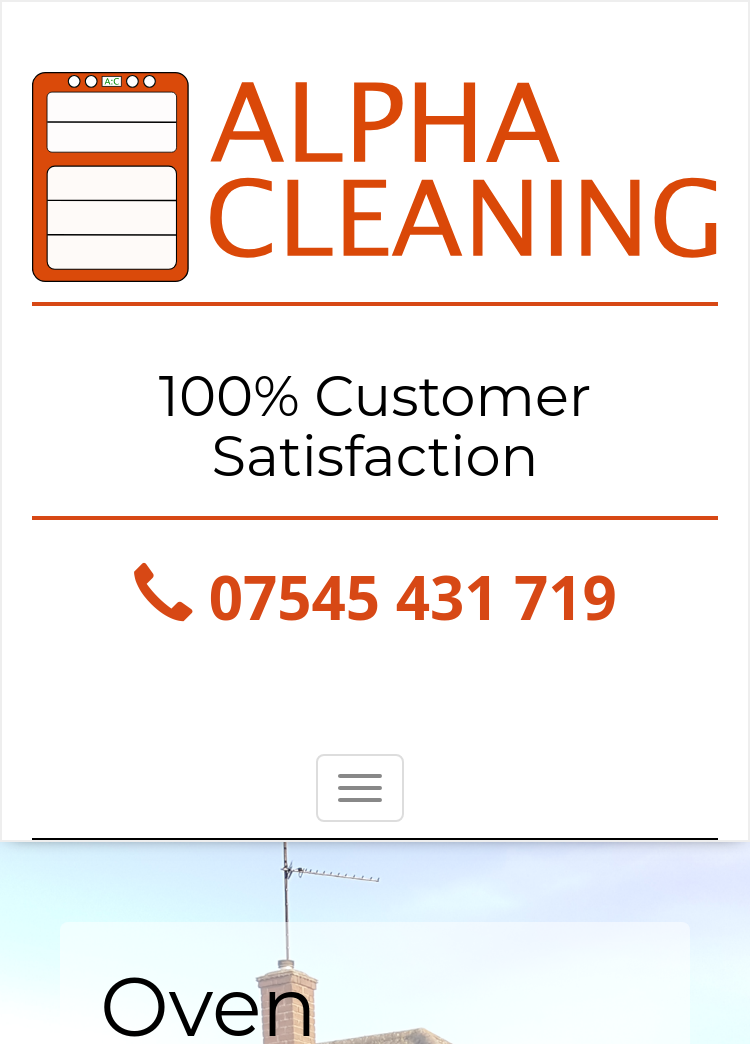 A:C
ALPHA
CLEANING
100% Customer
Satisfaction
07545 431 719
Oven